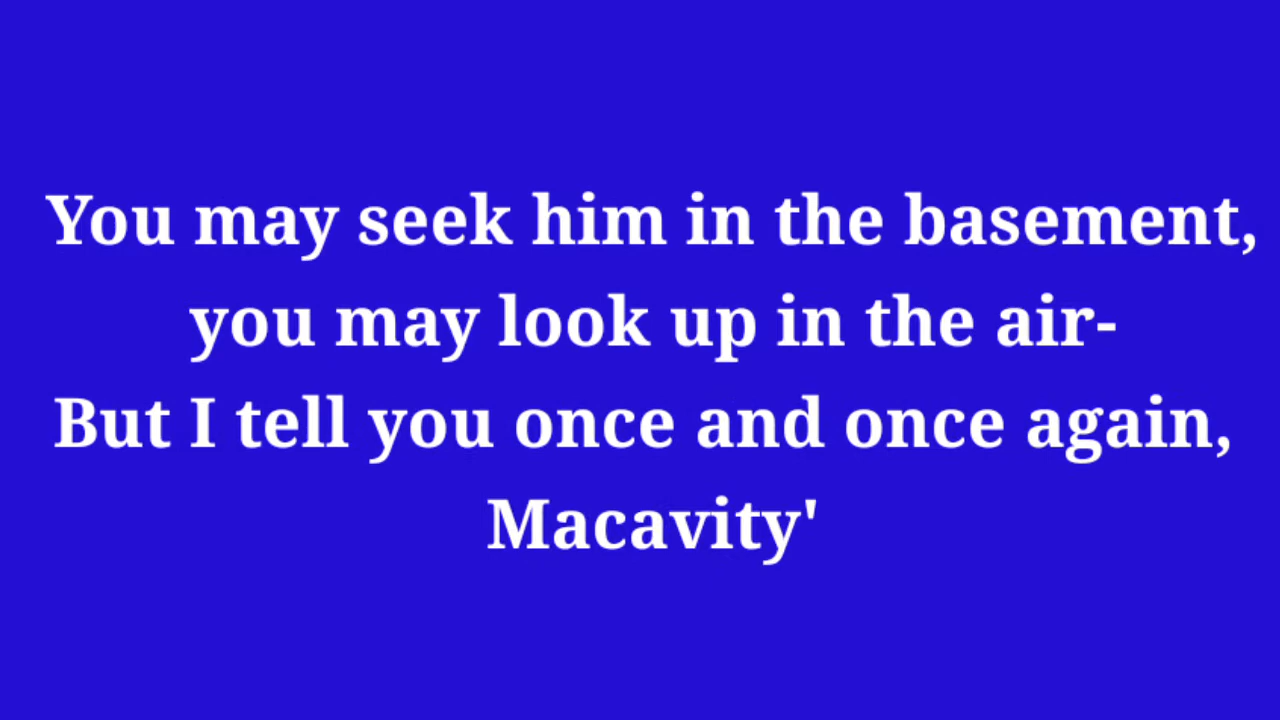 You may seek him in the basement,
you may look up in the air-
But I tell you once and once again,
Macavity'